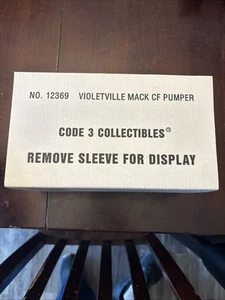 NO. 12369 VIOLETVILLE MACK CF PUMPER
CODE 3 COLLECTIBLES®
REMOVE SLEEVE FOR DISPLAY